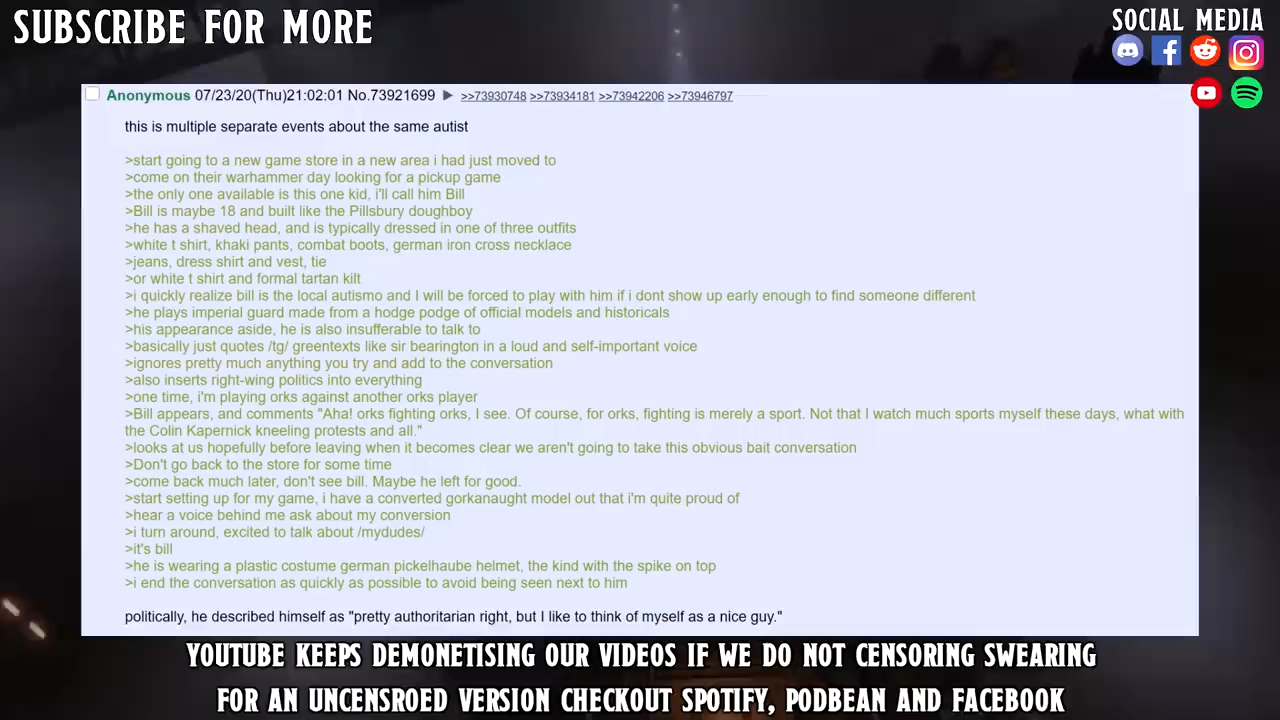 SUBSCRIBE FOR MORE
SOCIAL MEDIA
Anonymous 07/23/20(Thu)21:02:01 No.73921699 ▶ >>73930748 >>73934181 >>73942206 >>73946797
this is multiple separate events about the same autist
>start going to a new game store in a new area i had just moved to
>come on their warhammer day looking for a pickup game
>the only one available is this one kid, i'll call him Bill
>Bill is maybe 18 and built like the Pillsbury doughboy
>he has a shaved head, and is typically dressed in one of three outfits
>white t shirt, khaki pants, combat boots, german iron cross necklace
>jeans, dress shirt and vest, tie
>or white t shirt and formal tartan kilt
>i quickly realize bill is the local autismo and I will be forced to play with him if i dont show up early enough to find someone different
>he plays imperial guard made from a hodge podge of official models and historicals
>his appearance aside, he is also insufferable to talk to
>basically just quotes /tg/ greentexts like sir bearington in a loud and self-important voice
>ignores pretty much anything you try and add to the conversation
>also inserts right-wing politics into everything
>one time, i'm playing orks against another orks player
>Bill appears, and comments "Aha! orks fighting orks, I see. Of course, for orks, fighting is merely a sport. Not that I watch much sports myself these days, what with
the Colin Kapernick kneeling protests and all."
>looks at us hopefully before leaving when it becomes clear we aren't going to take this obvious bait conversation
>Don't go back to the store for some time
>come back much later, don't see bill. Maybe he left for good.
>start setting up for my game, i have a converted gorkanaught model out that i'm quite proud of
>hear a voice behind me ask about my conversion
>i turn around, excited to talk about /mydudes/
>it's bill
>he is wearing a plastic costume german pickelhaube helmet, the kind with the spike on top
>i end the conversation as quickly as possible to avoid being seen next to him
politically, he described himself as "pretty authoritarian right, but I like to think of myself as a nice guy."
YOUTUBE KEEPS DEMONETISING OUR VIDEOS IF WE DO NOT CENSORING SWEARING
FOR AN UNCENSROED VERSION CHECKOUT SPOTIFY, PODBEAN AND FACEBOOK